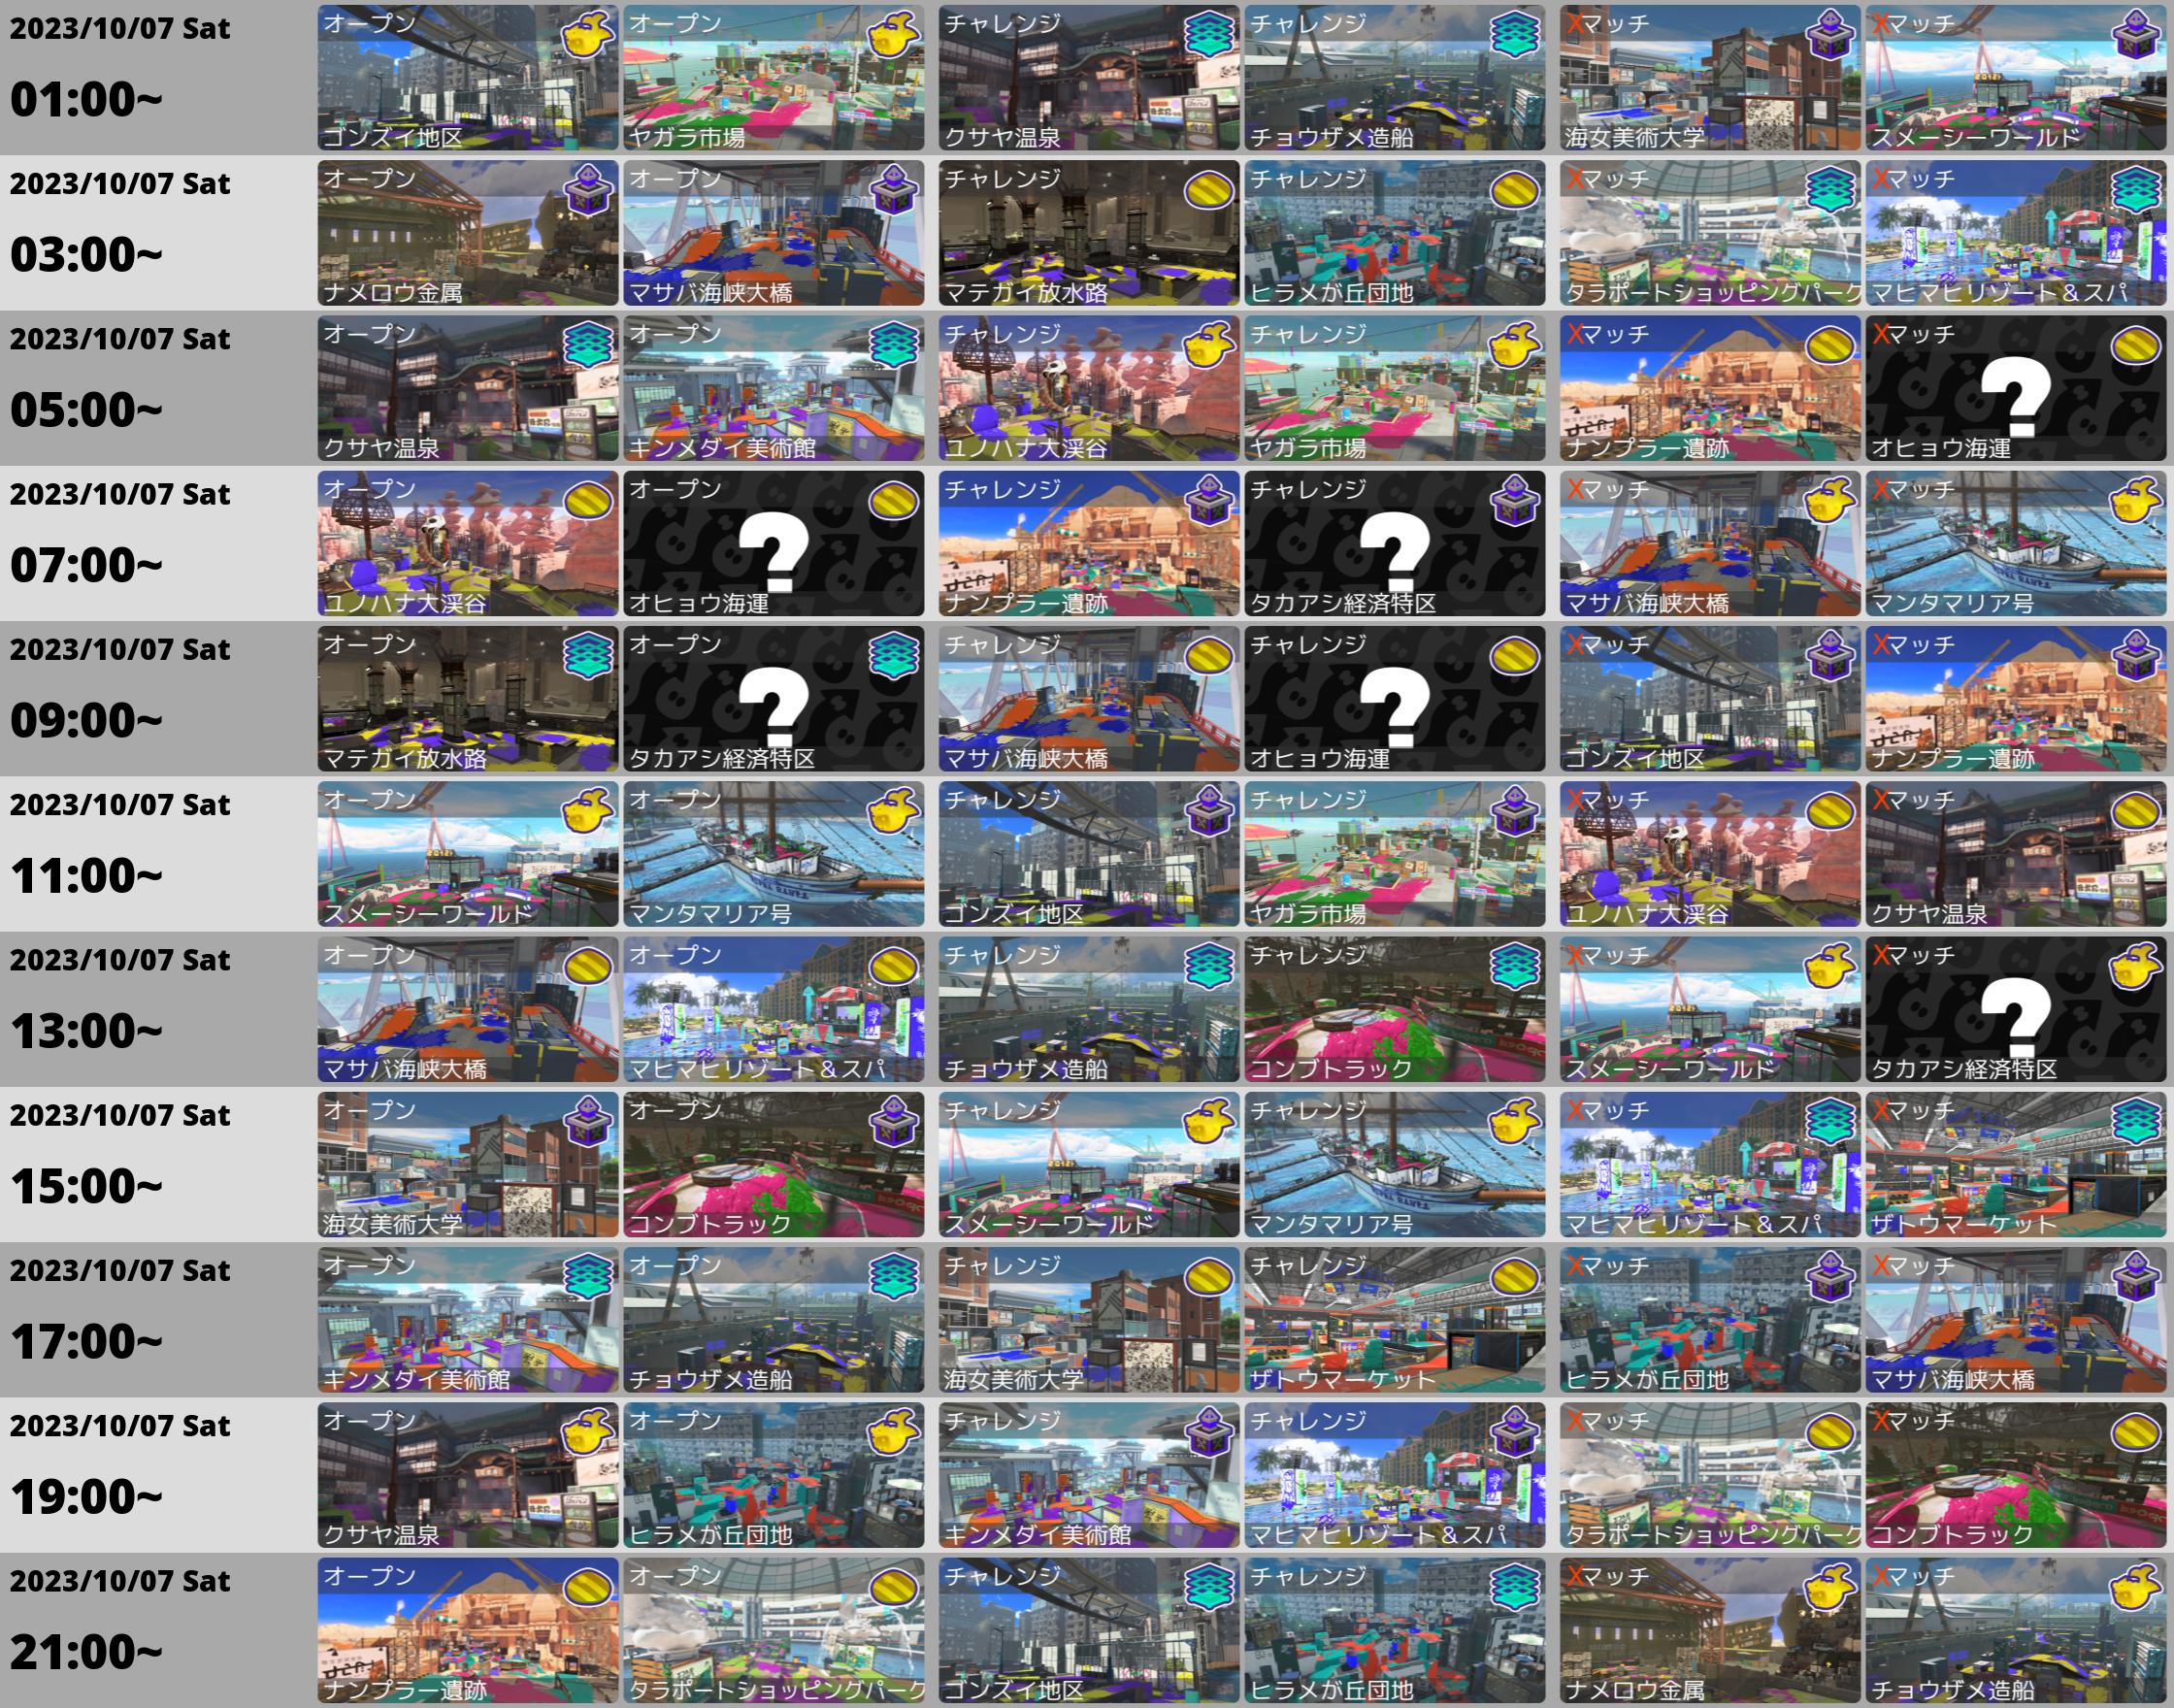 2023/10/07 Sat
01:00~
オープン オープン チャレンジ チャレンジ Xマッチ Xマッチ
ゴンズイ地区 ヤガラ市場 クサヤ温泉 チョウザメ造船 海女美術大学 スメーシーワールド
2023/10/07 Sat
03:00~
オープン オープン チャレンジ チャレンジ Xマッチ Xマッチ
ナメロウ金属 マサバ海峡大橋 マテガイ放水路 ヒラメが丘団地 タラポートショッピングパーク マヒマヒリゾート＆スパ
2023/10/07 Sat
05:00~
オープン オープン チャレンジ チャレンジ Xマッチ Xマッチ
?
クサヤ温泉 キンメダイ美術館 ユノハナ大渓谷 ヤガラ市場 ナンプラー遺跡 オヒョウ海運
2023/10/07 Sat
07:00~
オープン オープン チャレンジ チャレンジ Xマッチ Xマッチ
? ?
ユノハナ大渓谷 オヒョウ海運 ナンプラー遺跡 タカアシ経済特区 マサバ海峡大橋 マンタマリア号
2023/10/07 Sat
09:00~
オープン オープン チャレンジ チャレンジ Xマッチ Xマッチ
? ?
マテガイ放水路 タカアシ経済特区 マサバ海峡大橋 オヒョウ海運 ゴンズイ地区 ナンプラー遺跡
2023/10/07 Sat
11:00~
オープン オープン チャレンジ チャレンジ Xマッチ Xマッチ
スメーシーワールド マンタマリア号 ゴンズイ地区 ヤガラ市場 ユノハナ大渓谷 クサヤ温泉
2023/10/07 Sat
13:00~
オープン オープン チャレンジ チャレンジ Xマッチ Xマッチ
?
マサバ海峡大橋 マヒマヒリゾート＆スパ チョウザメ造船 コンブトラック スメーシーワールド タカアシ経済特区
2023/10/07 Sat
15:00~
オープン オープン チャレンジ チャレンジ Xマッチ Xマッチ
海女美術大学 コンブトラック スメーシーワールド マンタマリア号 マヒマヒリゾート＆スパ ザトウマーケット
2023/10/07 Sat
17:00~
オープン オープン チャレンジ チャレンジ Xマッチ Xマッチ
キンメダイ美術館 チョウザメ造船 海女美術大学 ザトウマーケット ヒラメが丘団地 マサバ海峡大橋
2023/10/07 Sat
19:00~
オープン オープン チャレンジ チャレンジ Xマッチ Xマッチ
クサヤ温泉 ヒラメが丘団地 キンメダイ美術館 マヒマヒリゾート＆スパ タラポートショッピングパーク コンブトラック
2023/10/07 Sat
21:00~
オープン オープン チャレンジ チャレンジ Xマッチ Xマッチ
ナンプラー遺跡 タラポートショッピングパーク ゴンズイ地区 ヒラメが丘団地 ナメロウ金属 チョウザメ造船